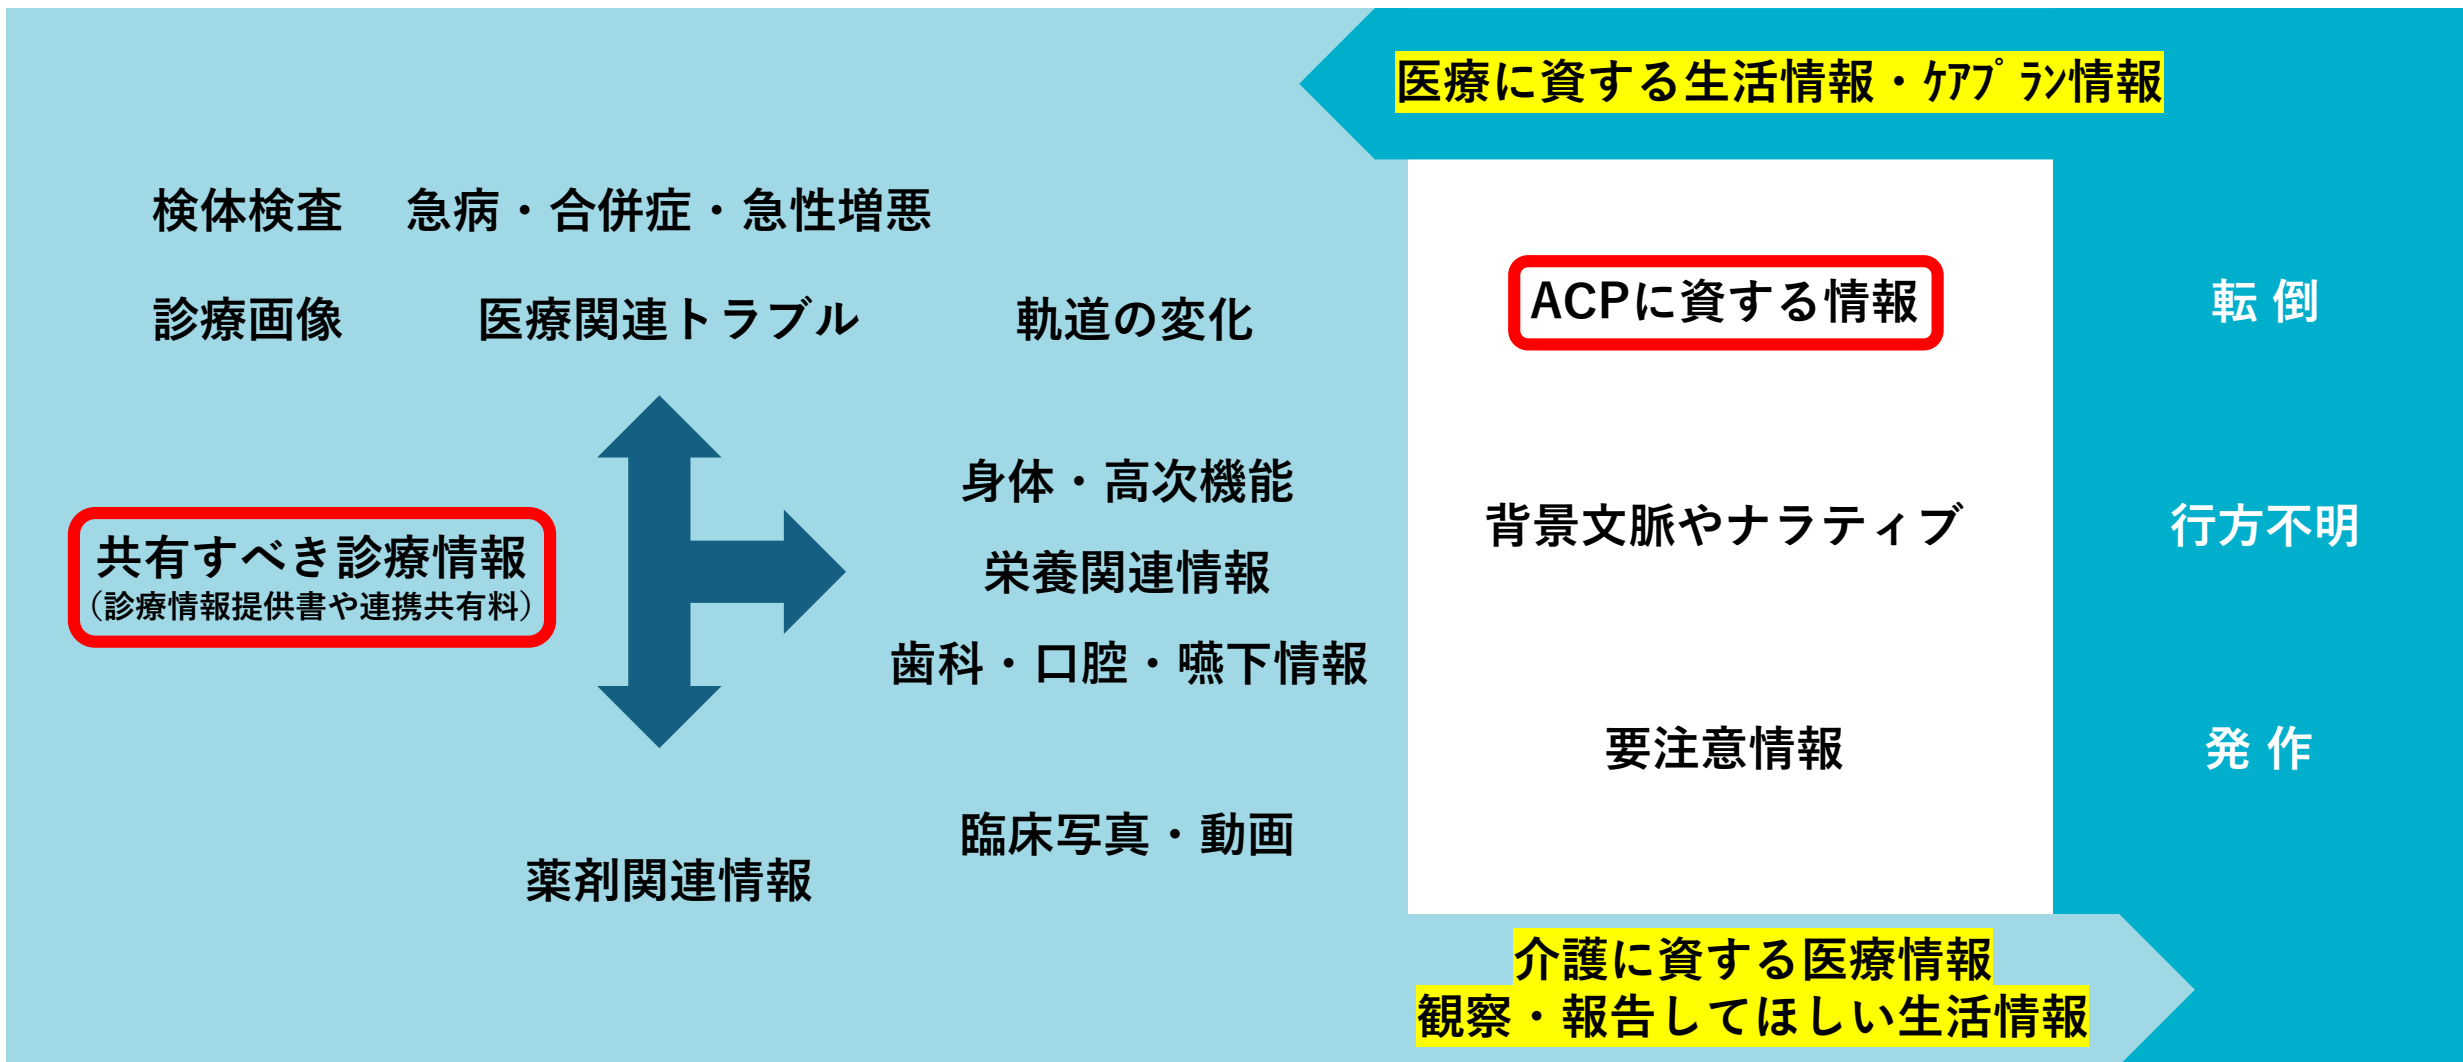 医療に資する生活情報・ｹｱﾌﾟﾗﾝ情報
検体検査
急病・合併症・急性増悪
診療画像
医療関連トラブル
軌道の変化
共有すべき診療情報
（診療情報提供書や連携共有料）
身体・高次機能
栄養関連情報
歯科・口腔・嚥下情報
臨床写真・動画
薬剤関連情報
ACPに資する情報
背景文脈やナラティブ
要注意情報
転 倒
行方不明
発 作
介護に資する医療情報
観察・報告してほしい生活情報